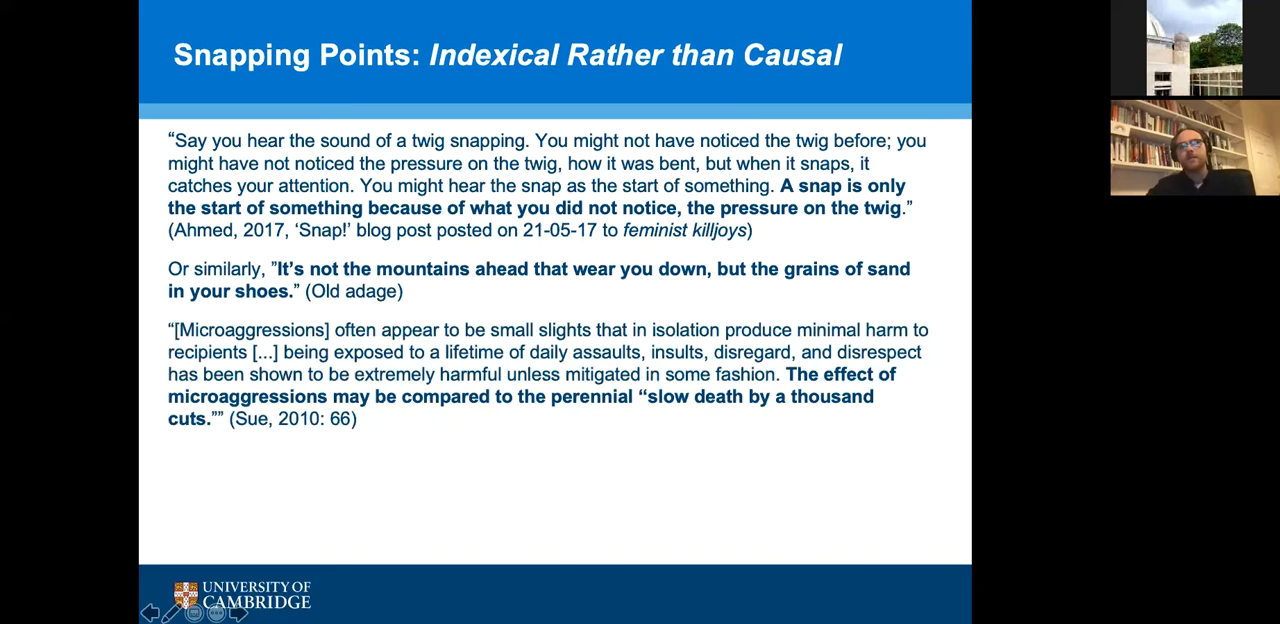 Snapping Points: Indexical Rather than Causal
“Say you hear the sound of a twig snapping. You might not have noticed the twig before; you
might have not noticed the pressure on the twig, how it was bent, but when it snaps, it
catches your attention. You might hear the snap as the start of something. A snap is only
the start of something because of what you did not notice, the pressure on the twig.”
(Ahmed, 2017, ‘Snap!’ blog post posted on 21-05-17 to feminist killjoys)
Or similarly, ”It’s not the mountains ahead that wear you down, but the grains of sand
in your shoes.” (Old adage)
“[Microaggressions] often appear to be small slights that in isolation produce minimal harm to
recipients [...] being exposed to a lifetime of daily assaults, insults, disregard, and disrespect
has been shown to be extremely harmful unless mitigated in some fashion. The effect of
microaggressions may be compared to the perennial “slow death by a thousand
cuts.”” (Sue, 2010: 66)
UNIVERSITY OF
CAMBRIDGE